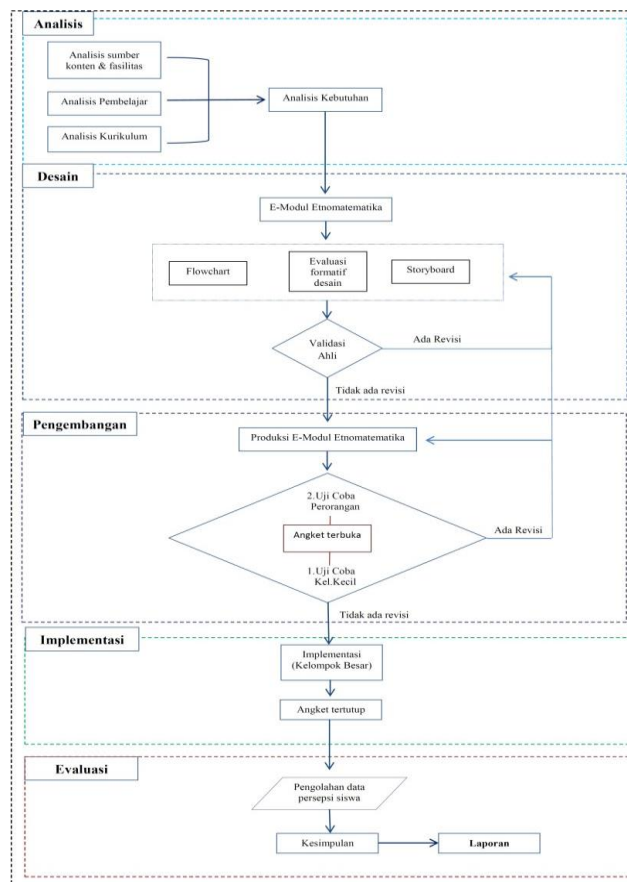 Analisis
Analisis sumber
konten & fasilitas
Analisis Pembelajar
Analisis Kebutuhan
Analisis Kurikulum
Desain
E-Modul Etnomatematika
Flowchart
Evaluasi
formatif
desain
Storyboard
Validasi
Ahli
Ada Revisi
Tidak ada revisi
Pengembangan
Produksi E-Modul Etnomatematika
2.Uji Coba
Perorangan
Angket terbuka
1.Uji Coba
Kel.Kecil
Ada Revisi
Tidak ada revisi
Implementasi
Implementasi
(Kelompok Besar)
Angket tertutup
Evaluasi
Pengolahan data
persepsi siswa
Kesimpulan
Laporan